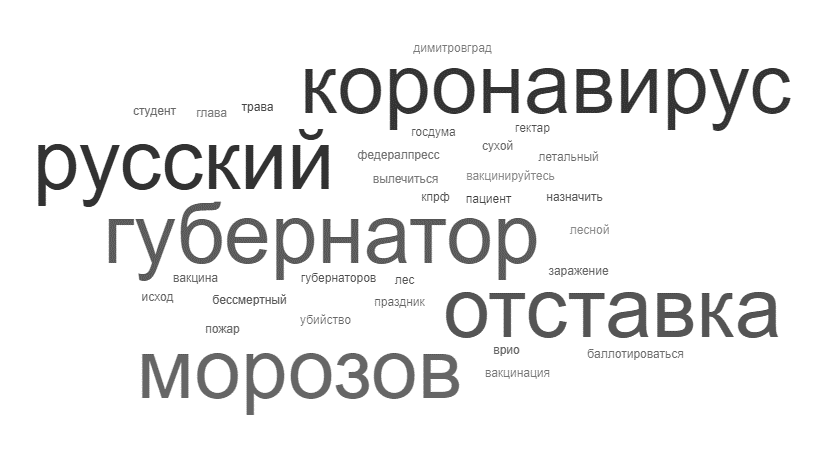 димитровград
коронавирус
студент глава трава
госдума гектар
русский
федералпресс сухой летальный
вылечиться вакцинируйтесь
кпрф пациент назначить
губернатор
лесной
заражение
вакцина губернаторов лес
исход бессмертный праздник
отставка
пожар убийство
врио баллотироваться
морозов
вакцинация